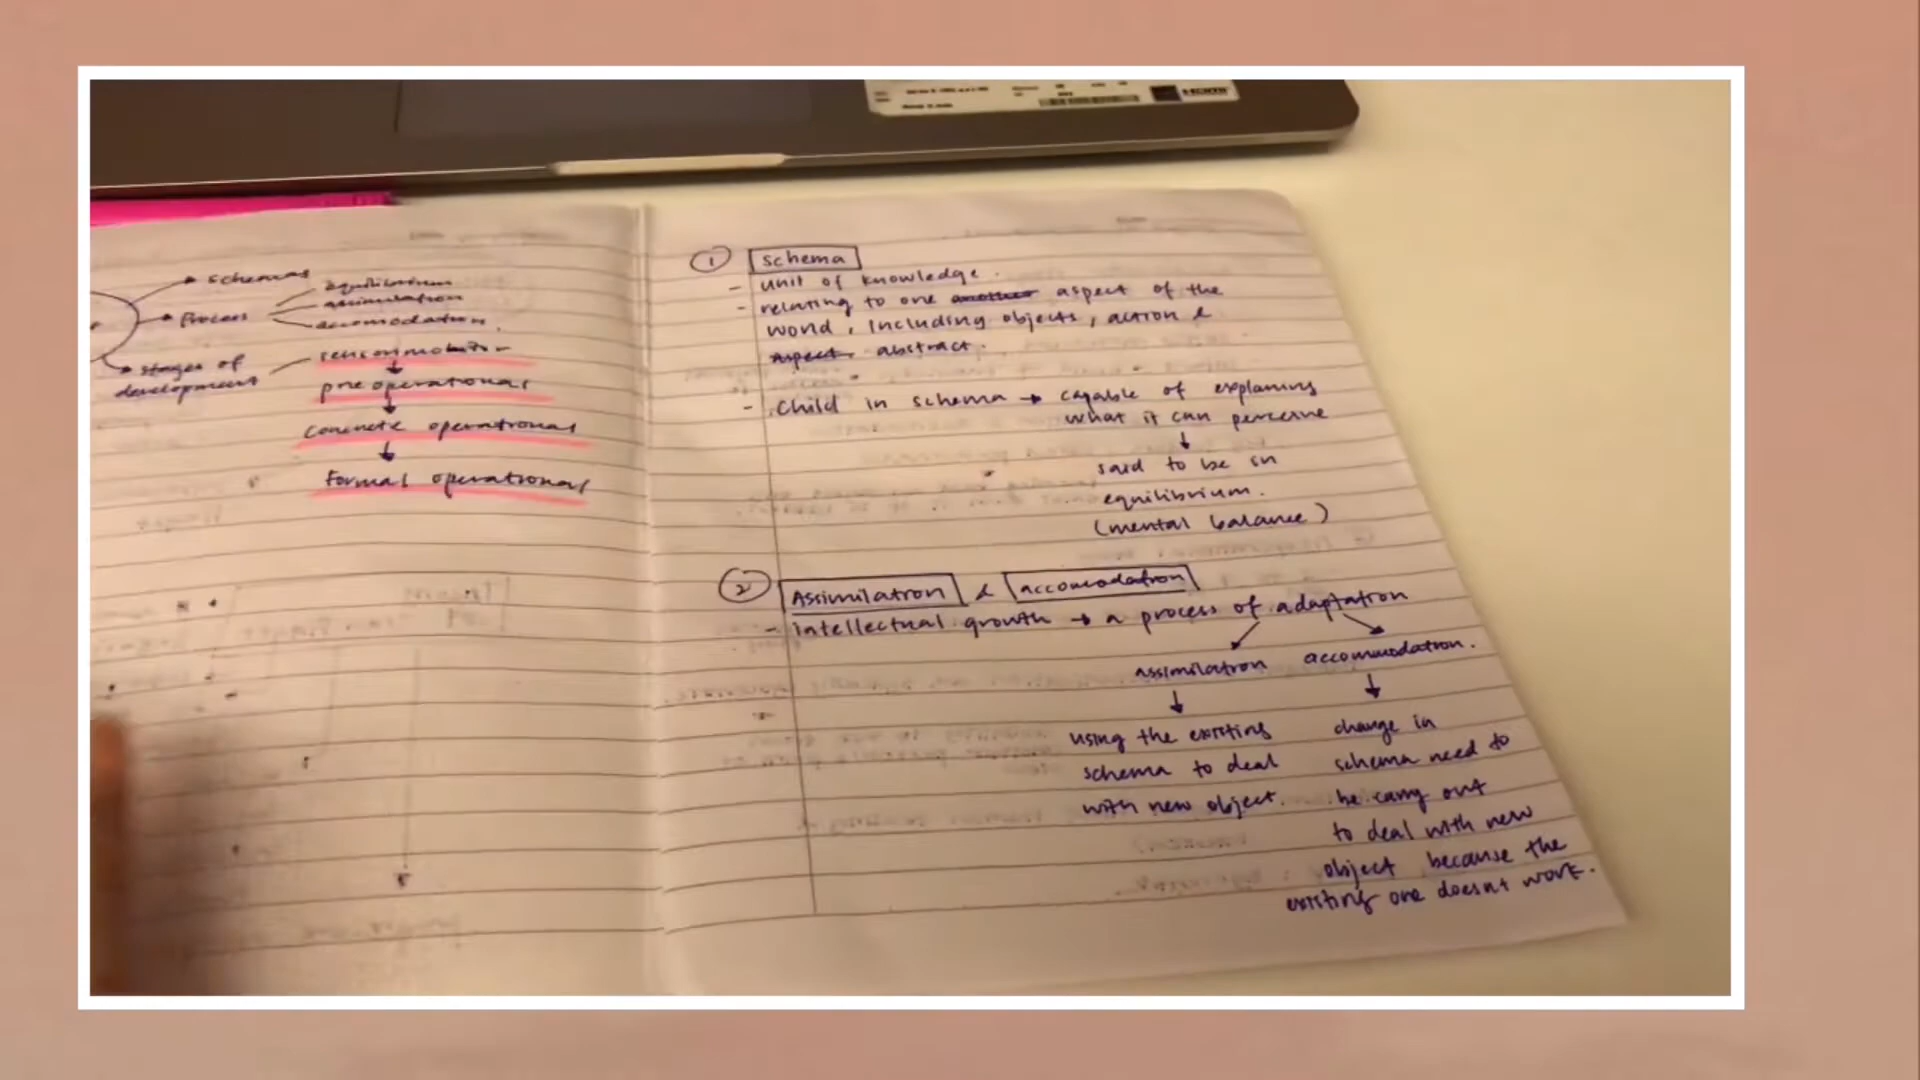 schemas
Process
equilibrium
assimilation
accomodation.
stages of
development
sensorimotor
preoperational
concrete operational
formal operational
1 schema
- unit of knowledge.
- relating to one another aspect of the
world, including objects, action &
aspect abstract.
- child in schema → capable of explaining
what it can perceive
↓
said to be in
equilibrium.
(mental balance)
2 Assimilation & accomodation
- intellectual growth → a process of adaptation
assimilation accommodation.
using the existing
schema to deal
with new object.
change in
schema need to
be carry out
to deal with new
object because the
existing one doesnt work.